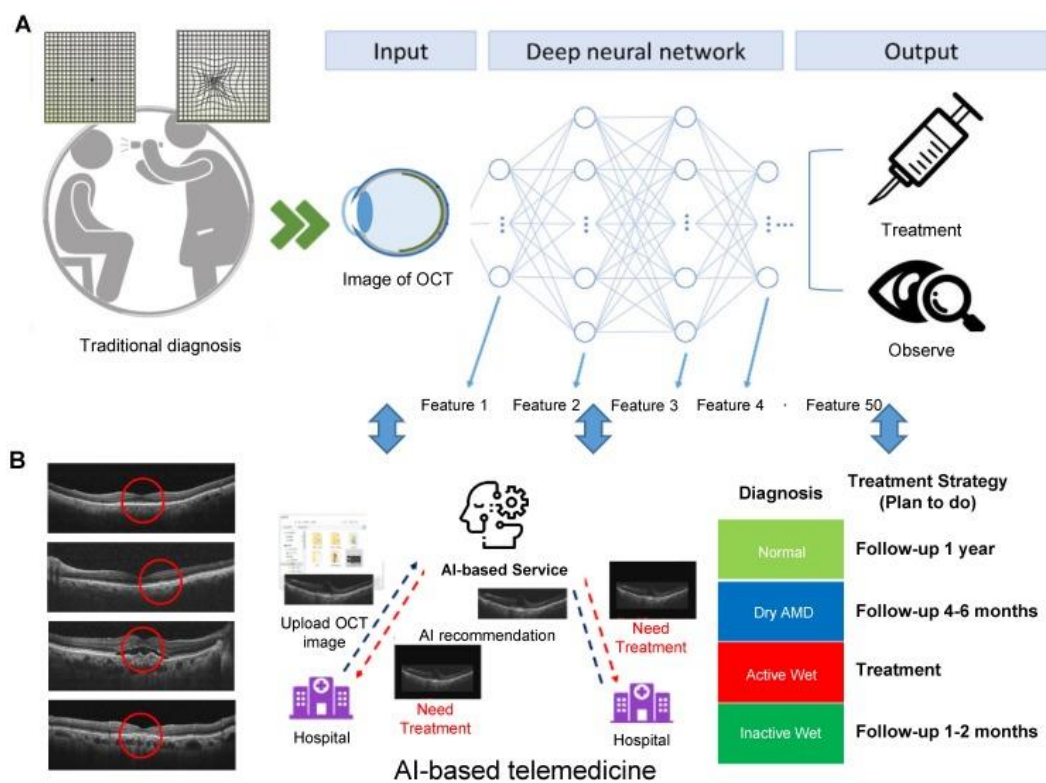 A
Input
Deep neural network
Output
Traditional diagnosis
Image of OCT
Treatment
Observe
Feature 1
Feature 2
Feature 3
Feature 4
·
Feature 50
B
Upload OCT
image
AI-based Service
AI recommendation
Need
Treatment
Need
Treatment
Hospital
Hospital
AI-based telemedicine
Diagnosis
Treatment Strategy
(Plan to do)
Normal
Follow-up 1 year
Dry AMD
Follow-up 4-6 months
Active Wet
Treatment
Inactive Wet
Follow-up 1-2 months